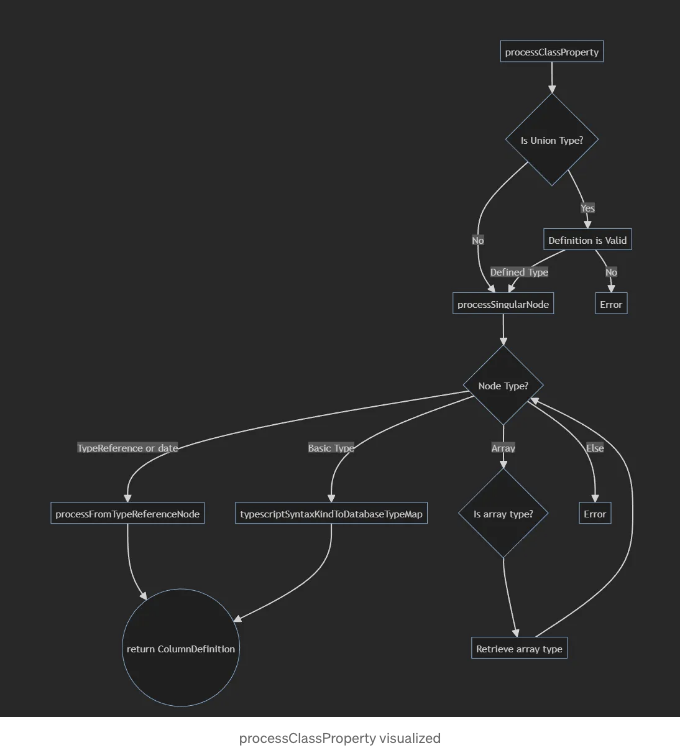 processClassProperty
Is Union Type?
Yes
No
Definition is Valid
Defined Type
No
processSingularNode
Error
Node Type?
TypeReference or date
Basic Type
Array
Else
processFromTypeReferenceNode
typescriptSyntaxKindToDatabaseTypeMap
Is array type?
Error
return ColumnDefinition
Retrieve array type
processClassProperty visualized